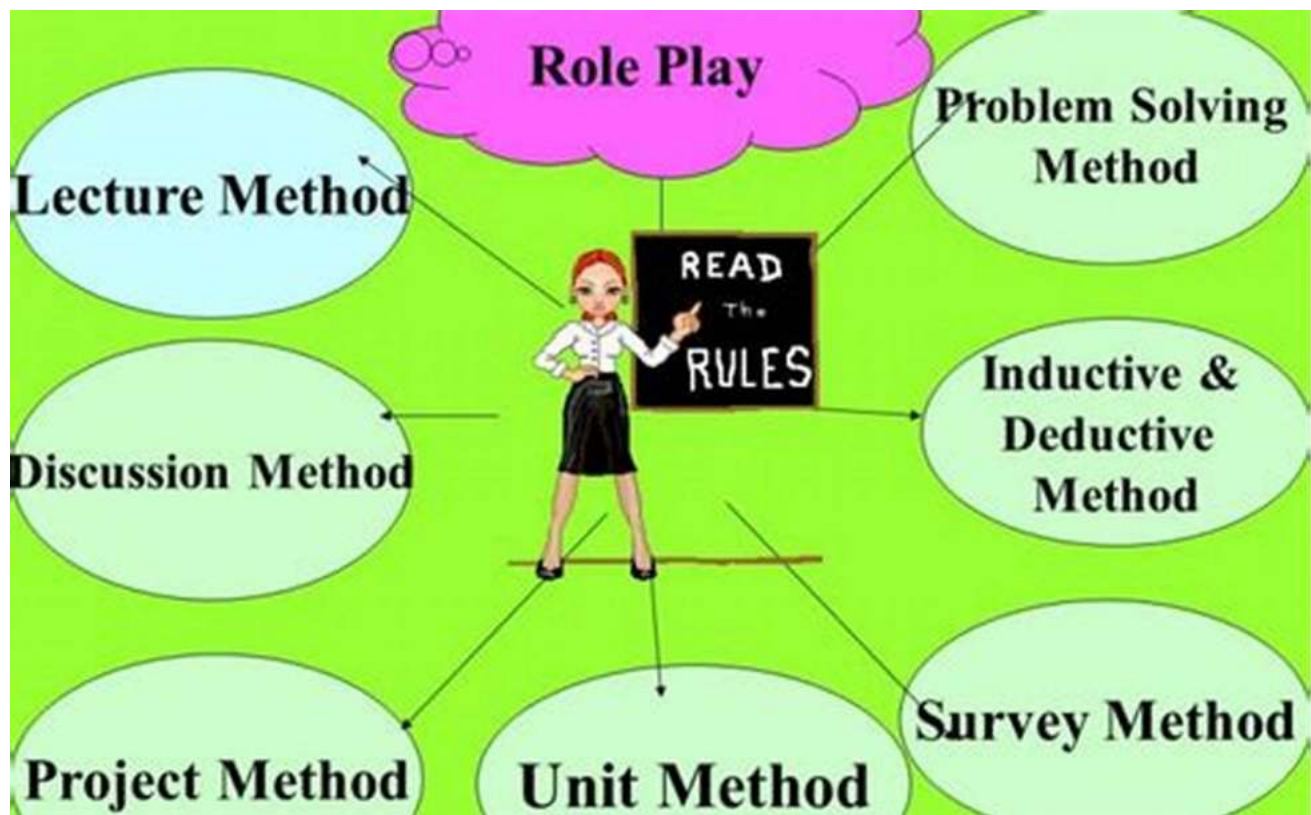 Role Play
Problem Solving
Method
Lecture Method
READ
The
RULES
Inductive &
Deductive
Method
Discussion Method
Survey Method
Project Method
Unit Method